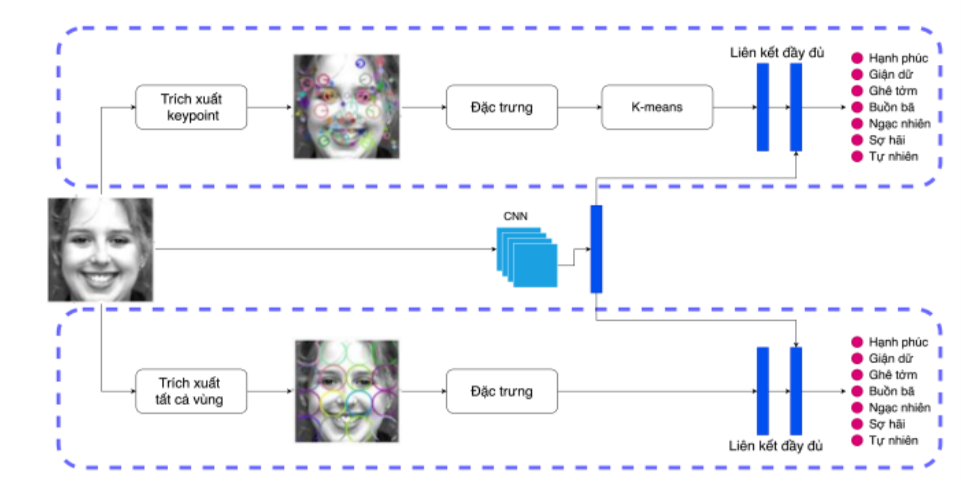 Liên kết đầy đủ
Trích xuất
keypoint
Đặc trưng
K-means
Hạnh phúc
Giận dữ
Ghê tởm
Buồn bã
Ngạc nhiên
Sợ hãi
Tự nhiên
CNN
Trích xuất
tất cả vùng
Đặc trưng
Liên kết đầy đủ
Hạnh phúc
Giận dữ
Ghê tởm
Buồn bã
Ngạc nhiên
Sợ hãi
Tự nhiên